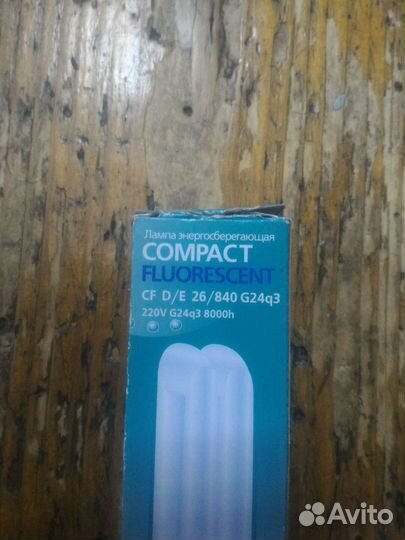 Лампа энергосберегающая
COMPACT
FLUORESCENT
CF D/E 26/840 G24q3
220V G24q3 8000h
Avito